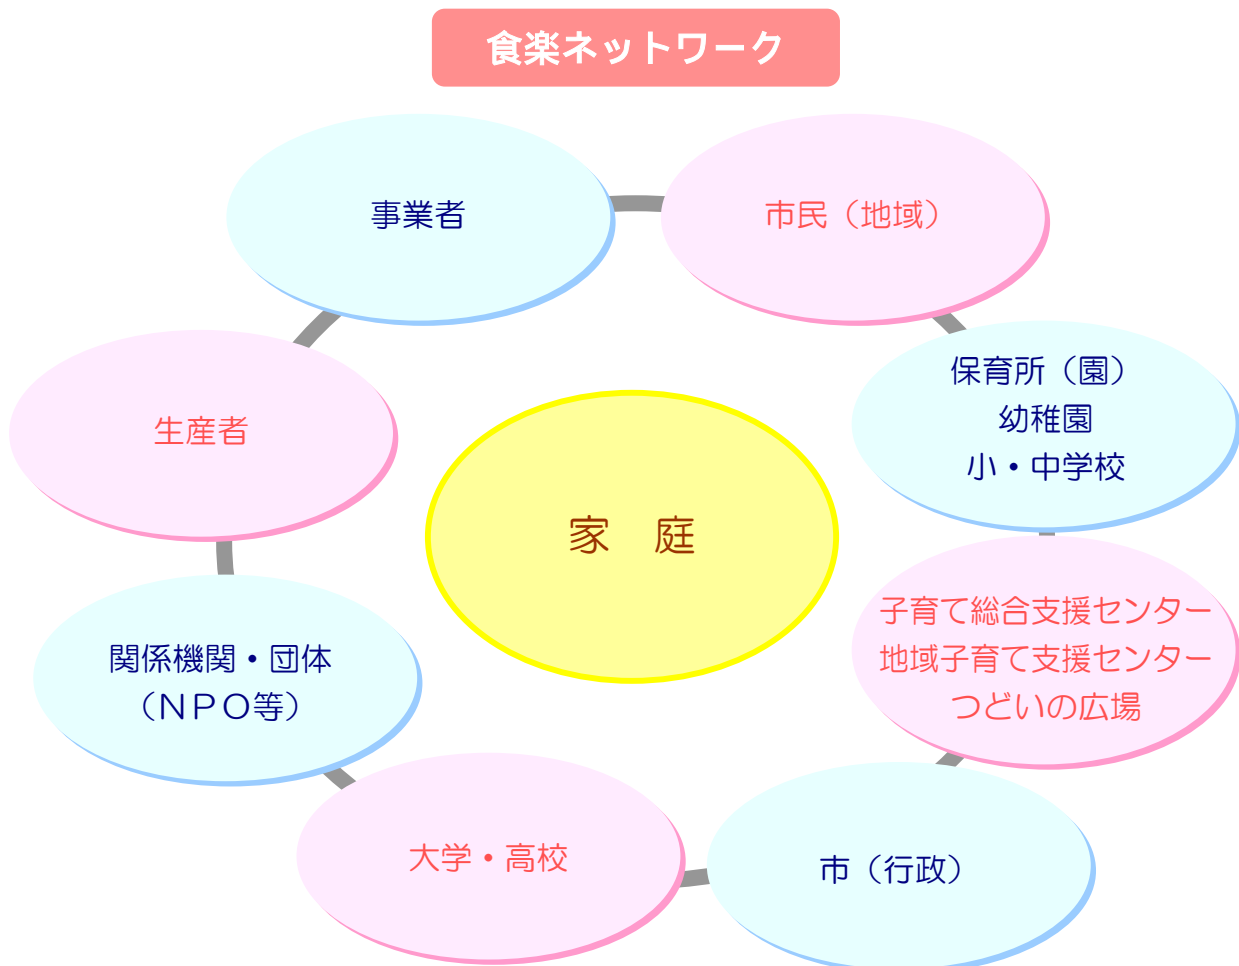 食楽ネットワーク
事業者
市民（地域）
保育所（園）
幼稚園
小・中学校
生産者
家　庭
子育て総合支援センター
地域子育て支援センター
つどいの広場
関係機関・団体
（ＮＰＯ等）
大学・高校
市（行政）